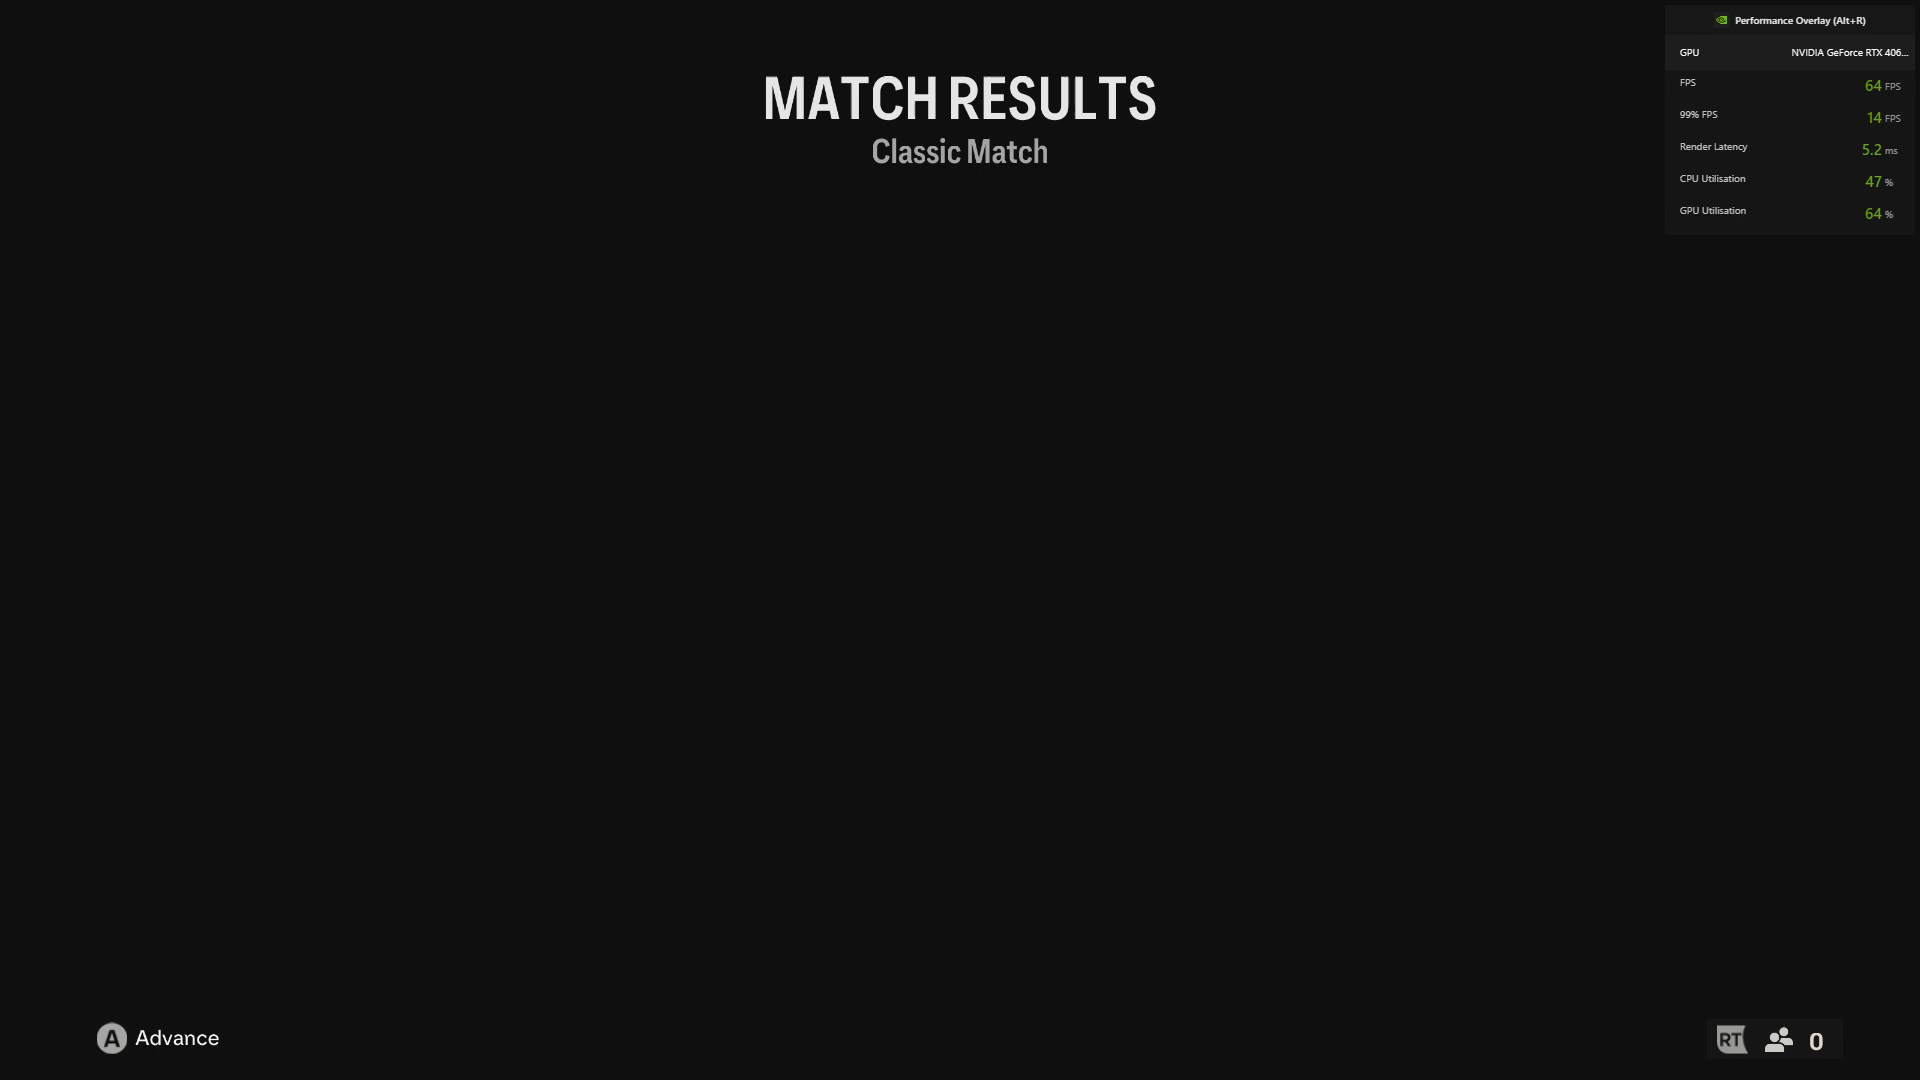 Performance Overlay (Alt+R)
GPU NVIDIA GeForce RTX 406...
FPS 64 FPS
99% FPS 14 FPS
Render Latency 5.2 ms
CPU Utilisation 47 %
GPU Utilisation 64 %
MATCH RESULTS
Classic Match
A Advance
RT 0